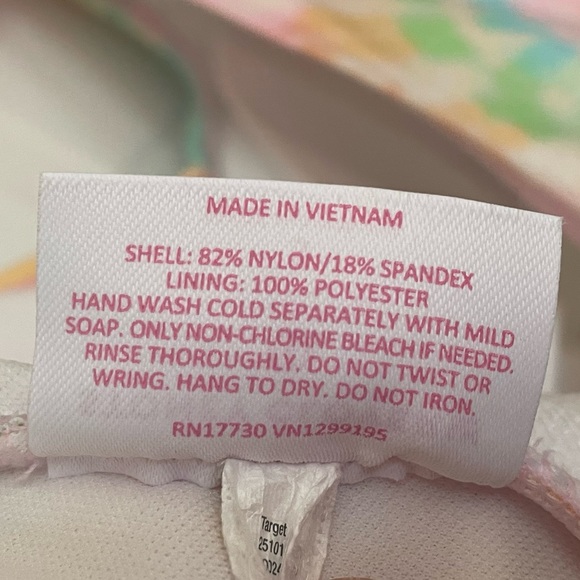 MADE IN VIETNAM
SHELL: 82% NYLON/18% SPANDEX
LINING: 100% POLYESTER
HAND WASH COLD SEPARATELY WITH MILD
SOAP. ONLY NON-CHLORINE BLEACH IF NEEDED.
RINSE THOROUGHLY. DO NOT TWIST OR
WRING. HANG TO DRY. DO NOT IRON.
RN17730 VN1299195
Target
25101